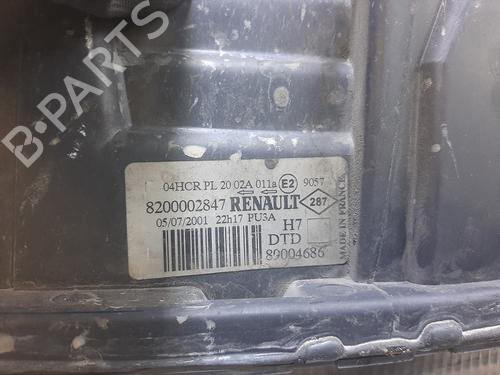 B-PARTS
04HCR PL 20 02A 011a E2 9057
8200002847 RENAULT 287
05/07/2001 22h17 PU3A
H7
DTD
89004686
MADE IN FRANCE